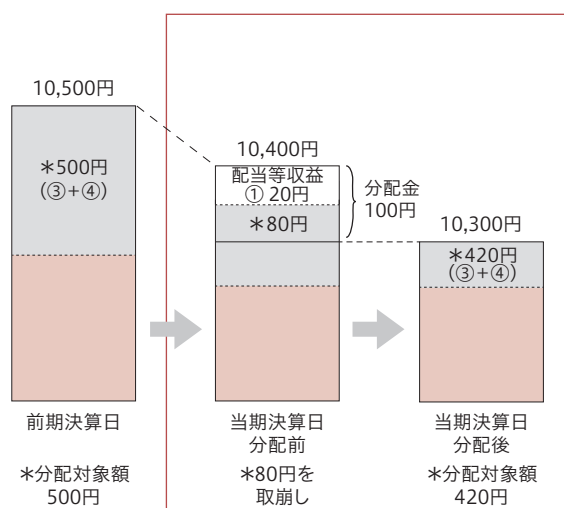 10,500円
＊500円
(③+④)
前期決算日
＊分配対象額
500円
10,400円
配当等収益
① 20円
＊80円
分配金
100円
当期決算日
分配前
＊80円を
取崩し
10,300円
＊420円
(③+④)
当期決算日
分配後
＊分配対象額
420円